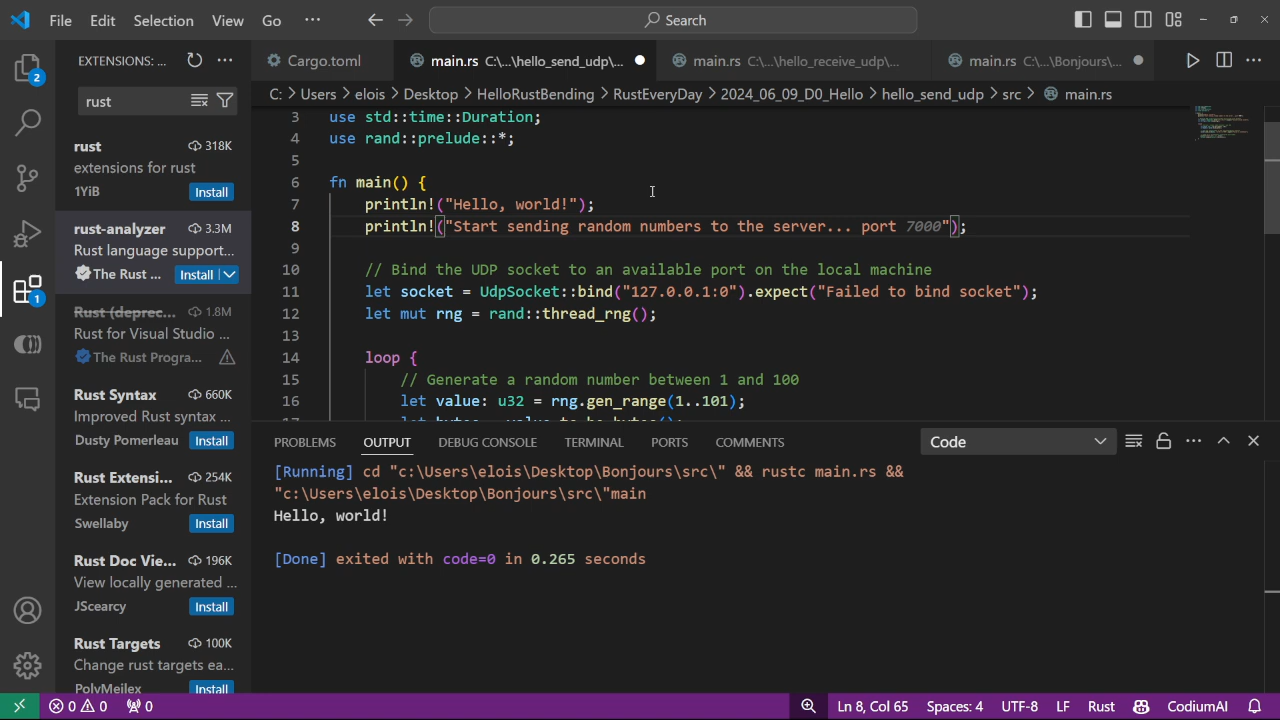 File Edit Selection View Go ··· Search
EXTENSIONS: ... ···
Cargo.toml
main.rs C:\...\hello_send_udp\...
main.rs C:\...\hello_receive_udp\...
main.rs C:\...\Bonjours\...
2
rust
C: > Users > elois > Desktop > HelloRustBending > RustEveryDay > 2024_06_09_D0_Hello > hello_send_udp > src > main.rs
rust 318K
extensions for rust
1YiB Install
rust-analyzer 3.3M
Rust language support...
The Rust ... Install
1
Rust (deprec... 1.8M
Rust for Visual Studio ...
The Rust Progra...
Rust Syntax 660K
Improved Rust syntax ...
Dusty Pomerleau Install
Rust Extensi... 254K
Extension Pack for Rust
Swellaby Install
Rust Doc Vie... 196K
View locally generated ...
JScearcy Install
Rust Targets 100K
Change rust targets ea...
PolyMeilex Install
3 use std::time::Duration;
4 use rand::prelude::*;
5
6 fn main() {
7 println!("Hello, world!");
8 println!("Start sending random numbers to the server... port 7000");
9
10 // Bind the UDP socket to an available port on the local machine
11 let socket = UdpSocket::bind("127.0.0.1:0").expect("Failed to bind socket");
12 let mut rng = rand::thread_rng();
13
14 loop {
15 // Generate a random number between 1 and 100
16 let value: u32 = rng.gen_range(1..101);
17 let bytes = value.to_be_bytes();
PROBLEMS OUTPUT DEBUG CONSOLE TERMINAL PORTS COMMENTS Code ···
[Running] cd "c:\Users\elois\Desktop\Bonjours\src\" && rustc main.rs &&
"c:\Users\elois\Desktop\Bonjours\src\"main
Hello, world!
[Done] exited with code=0 in 0.265 seconds
0 0 0 Ln 8, Col 65 Spaces: 4 UTF-8 LF Rust CodiumAI